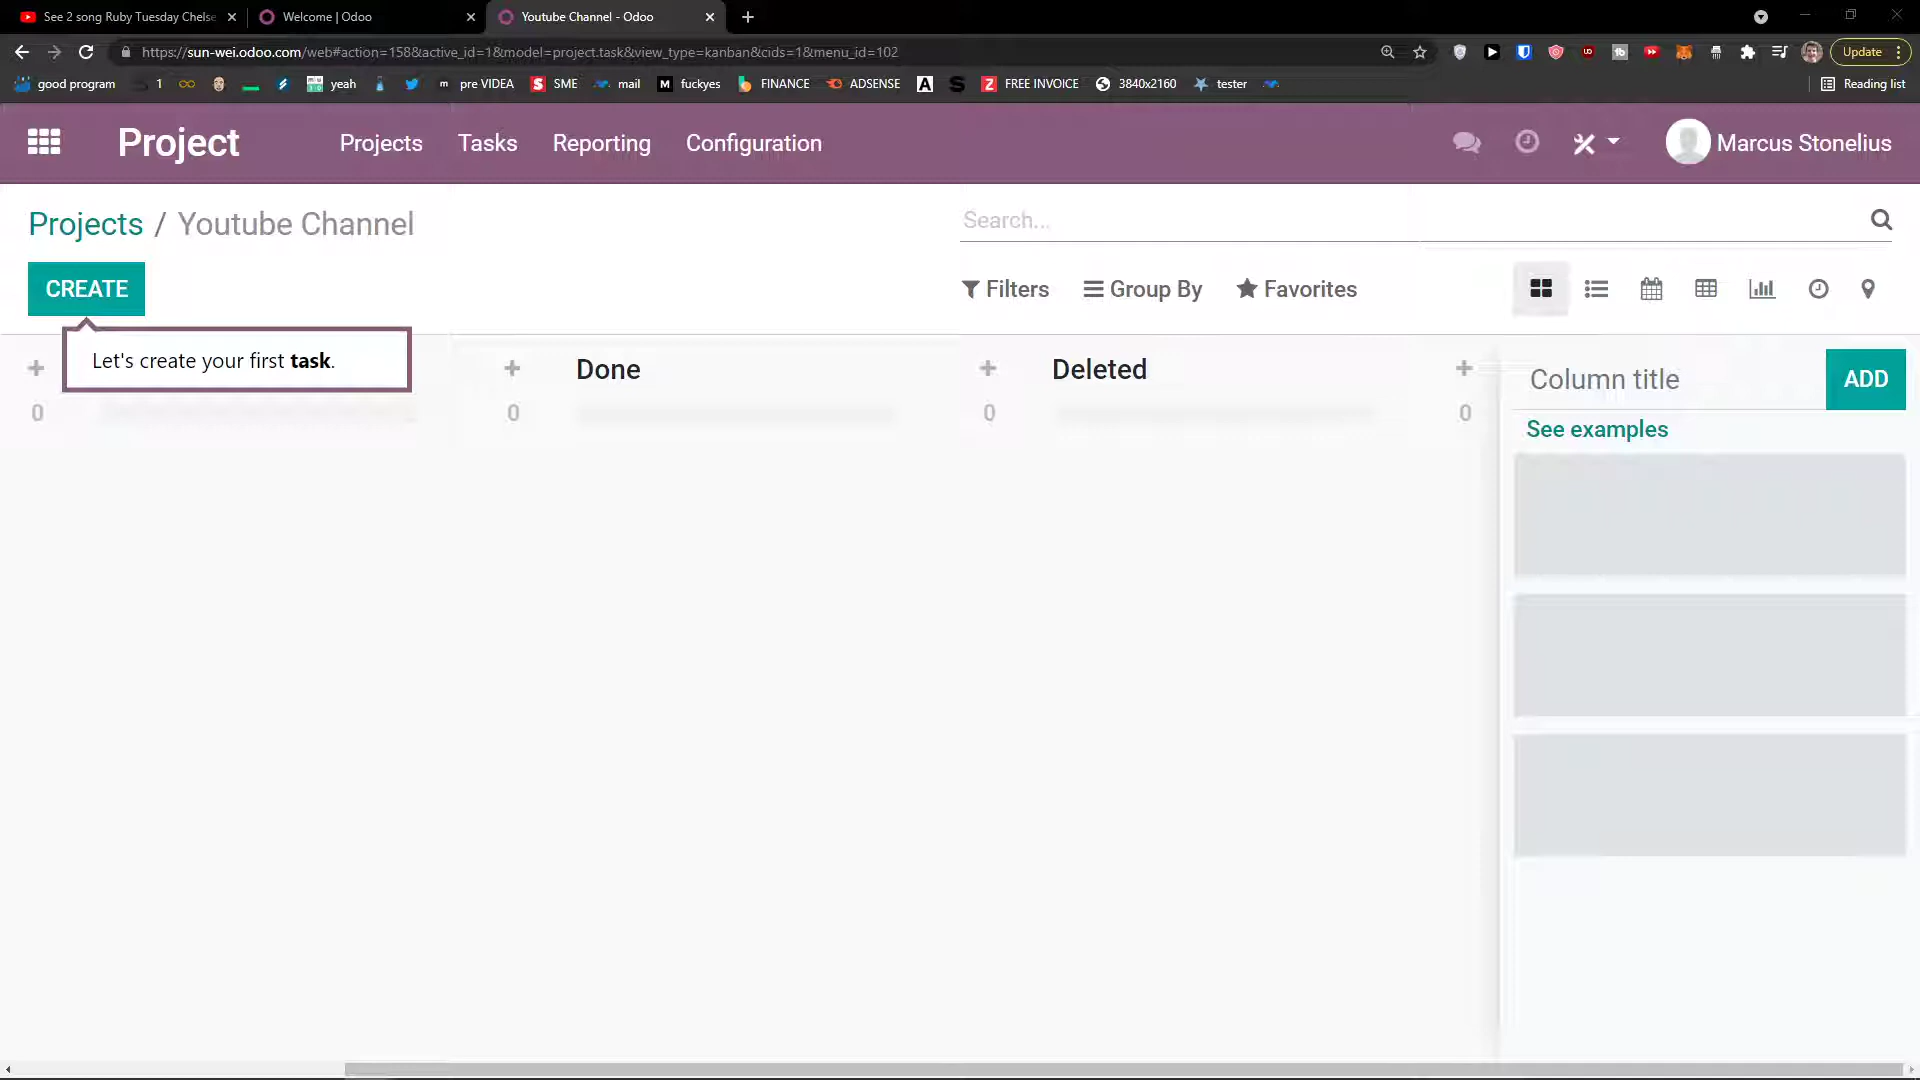 See 2 song Ruby Tuesday Chelse
Welcome | Odoo
Youtube Channel - Odoo
https://sun-wei.odoo.com/web#action=158&active_id=1&model=project.task&view_type=kanban&cids=1&menu_id=102
Update
good program
1
yeah
pre VIDEA
SME
mail
fuckyes
FINANCE
ADSENSE
FREE INVOICE
3840x2160
tester
Reading list
Project
Projects
Tasks
Reporting
Configuration
Marcus Stonelius
Projects / Youtube Channel
Search...
CREATE
Filters
Group By
Favorites
Let's create your first task.
Done
Deleted
Column title
ADD
0
0
0
0
See examples